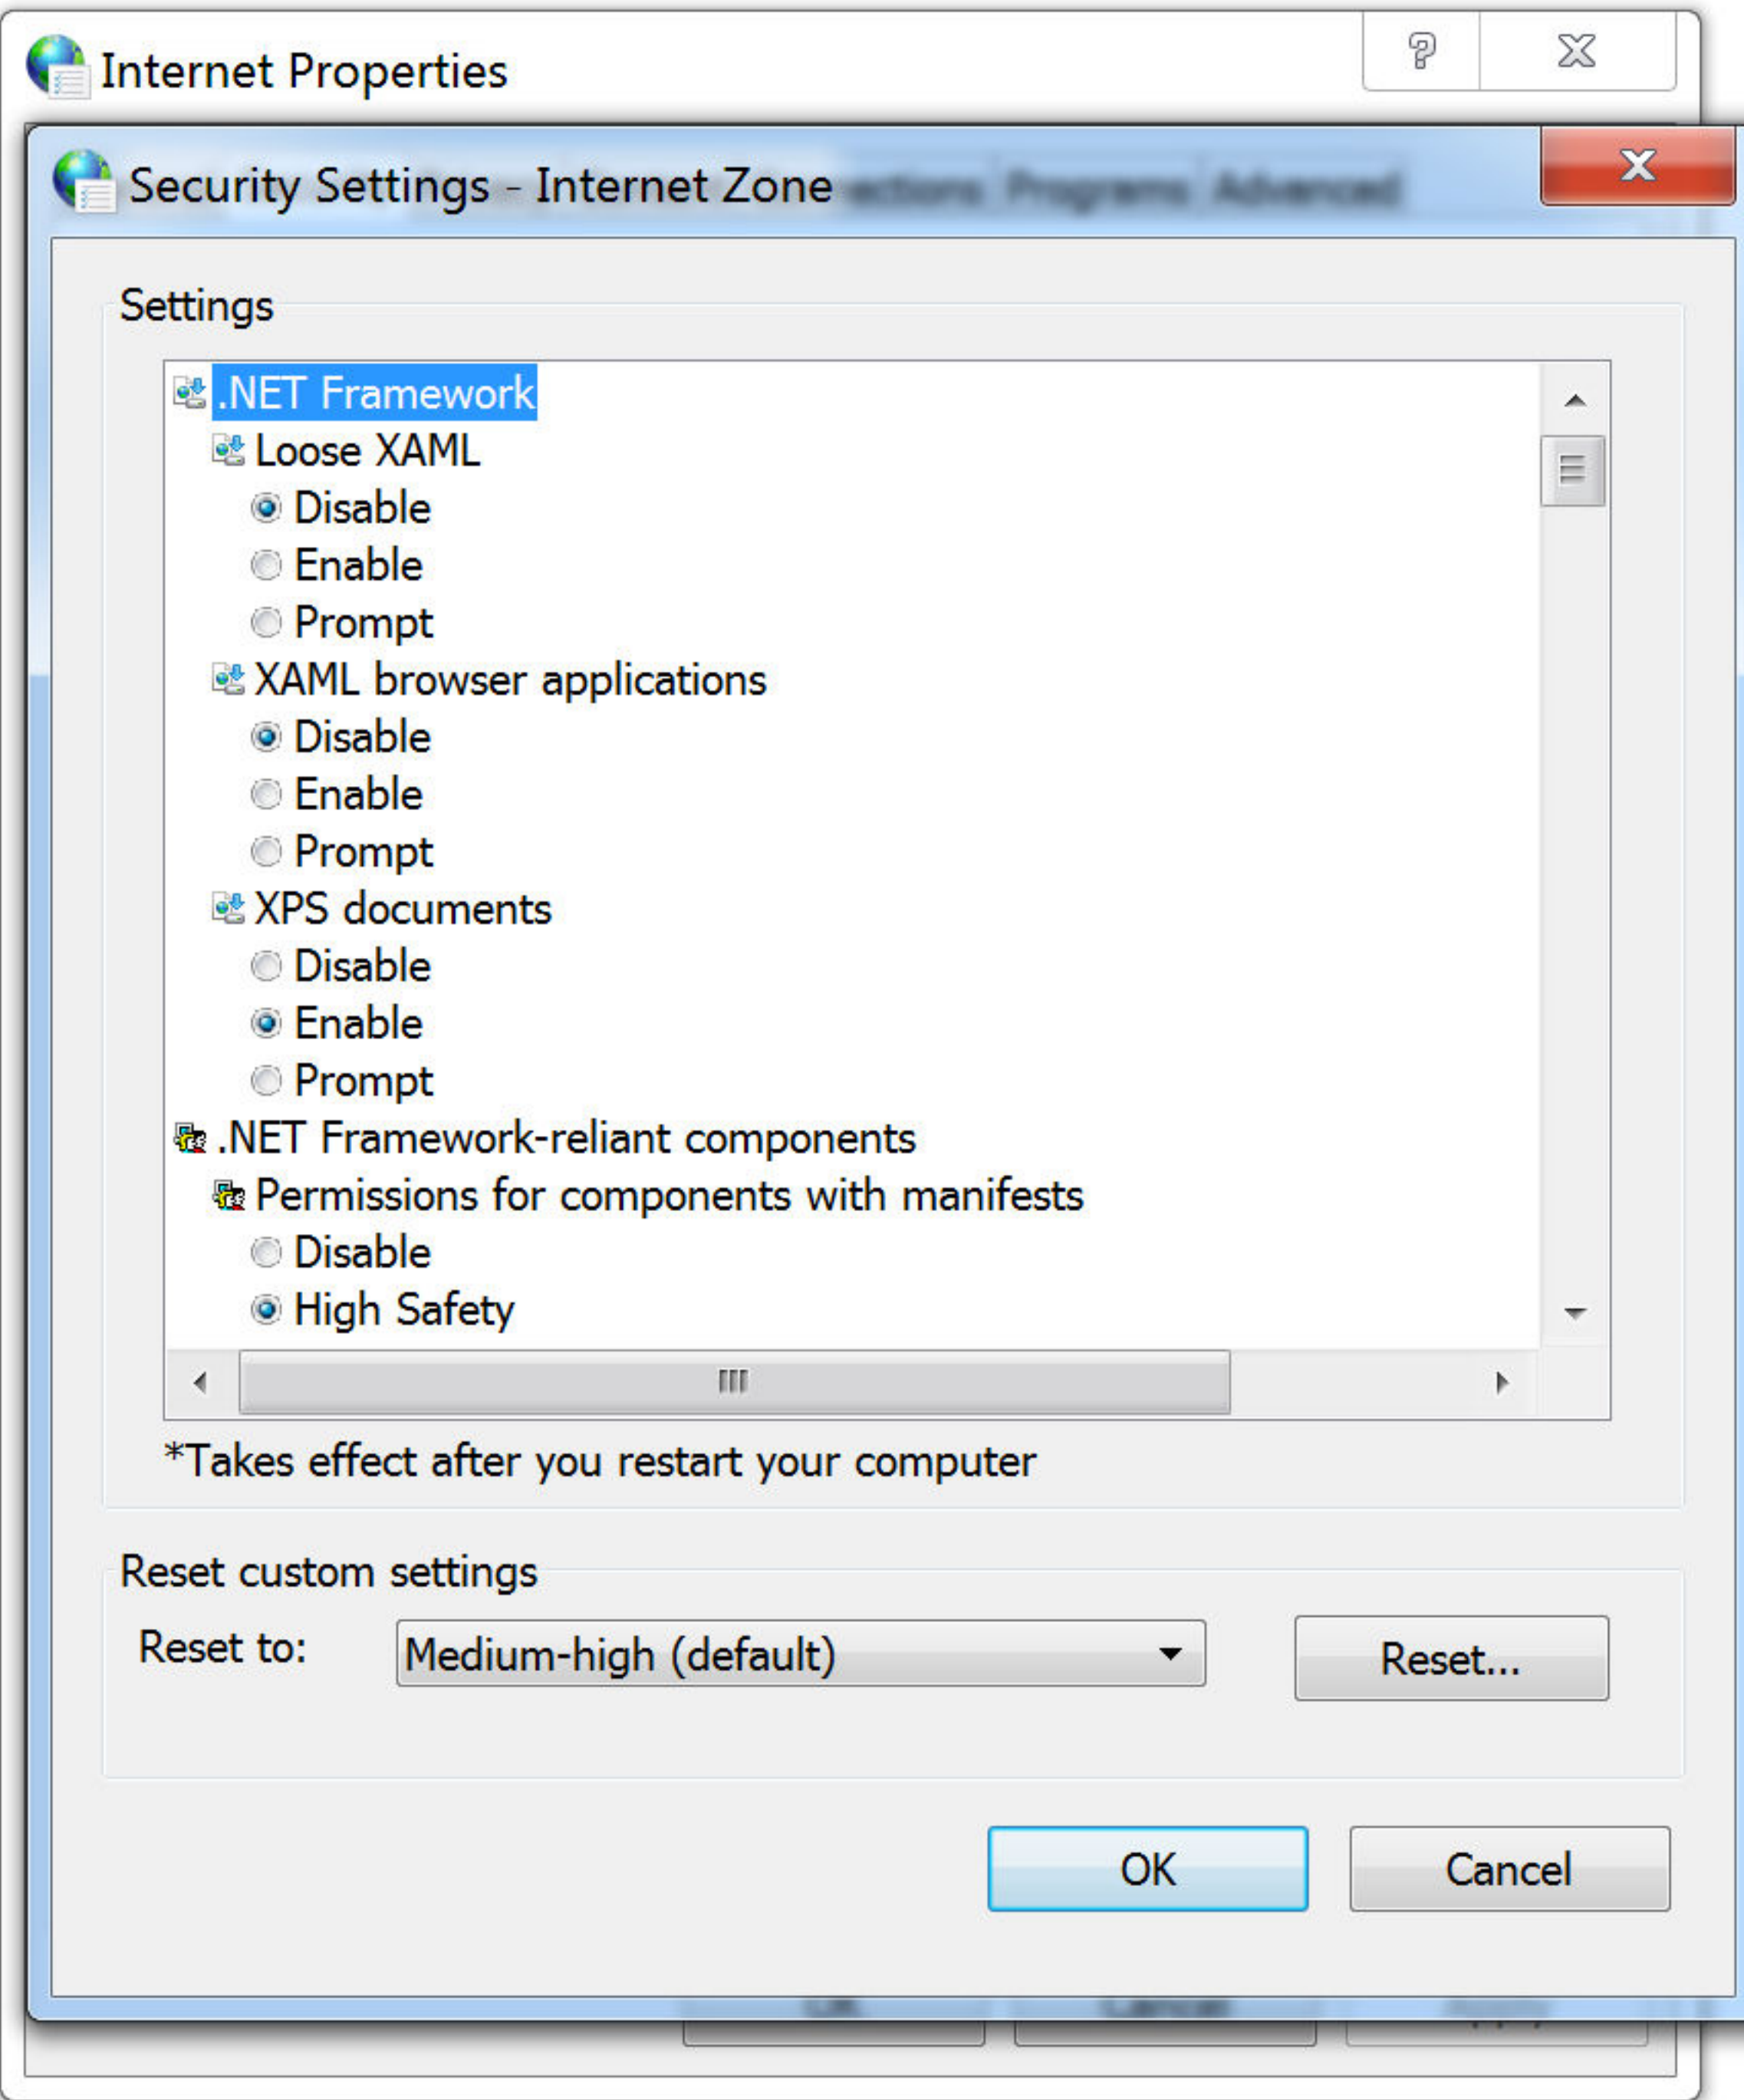 Internet Properties
Security Settings - Internet Zone
Programs Advanced
Settings
.NET Framework
Loose XAML
Disable
Enable
Prompt
XAML browser applications
Disable
Enable
Prompt
XPS documents
Disable
Enable
Prompt
.NET Framework-reliant components
Permissions for components with manifests
Disable
High Safety
*Takes effect after you restart your computer
Reset custom settings
Reset to: Medium-high (default) Reset...
OK Cancel